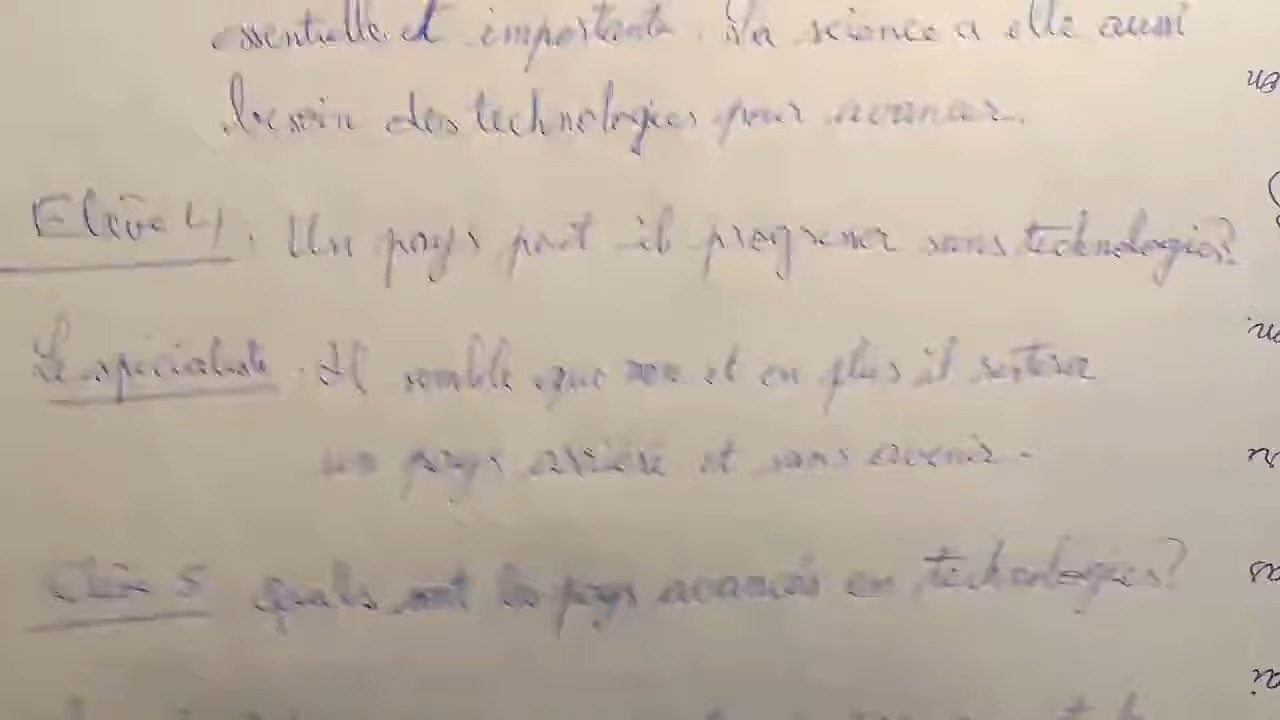 essentielle et importante. La science a elle aussi
besoin des technologies pour avancer.
Elève 4. Un pays peut il progresser sans technologies?
Le spécialiste. Il semble que non et en plus il restera
un pays arriéré et sans avenir.
Elève 5 Quels sont les pays avancés en technologies?